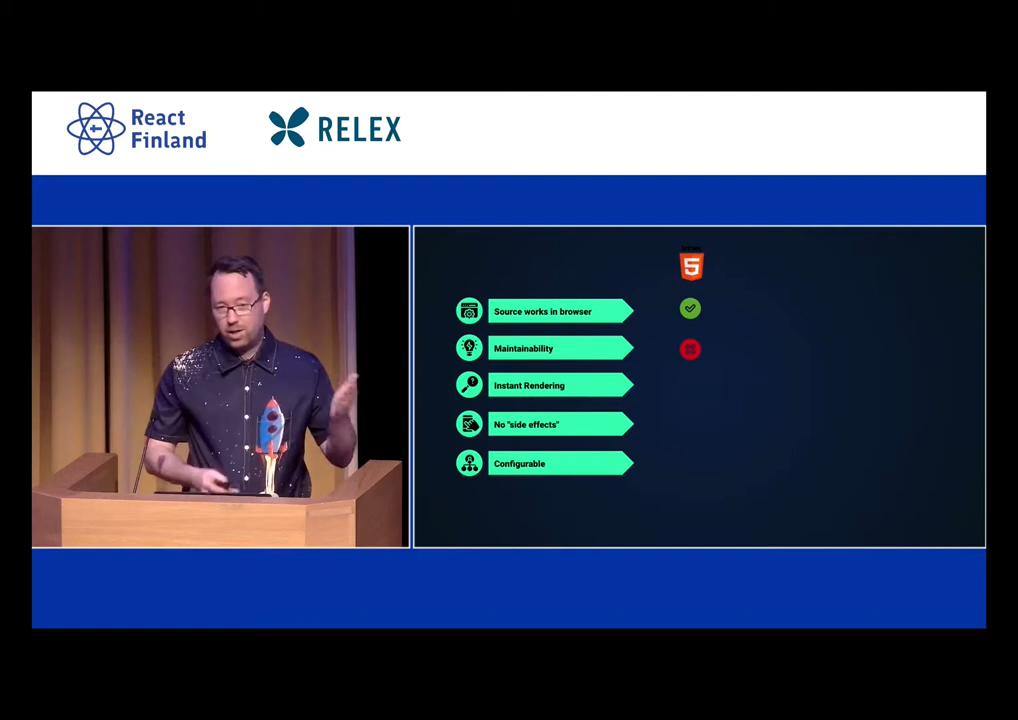 React
Finland
RELEX
5
Source works in browser
Maintainability
Instant Rendering
No "side effects"
Configurable